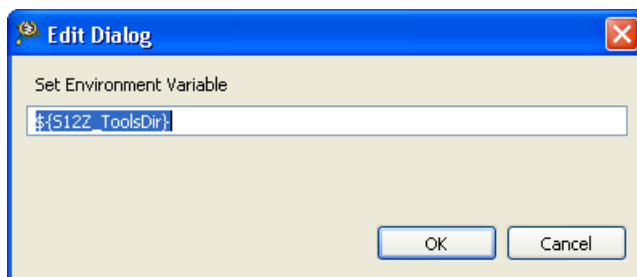 Edit Dialog
Set Environment Variable
${S12Z_ToolsDir}
OK
Cancel